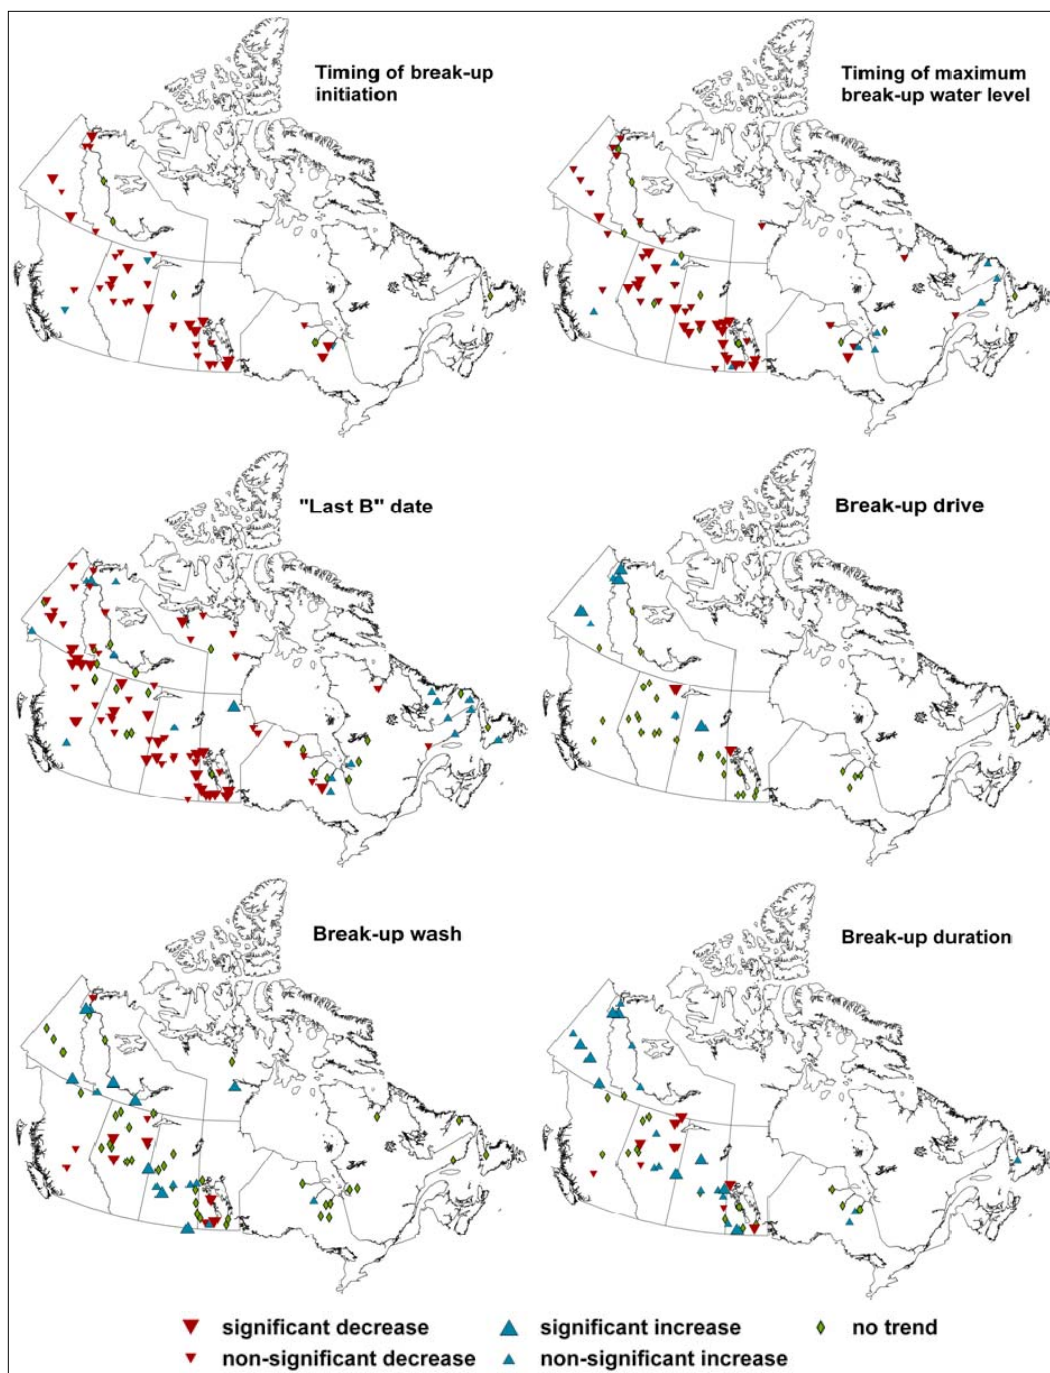 Timing of break-up
initiation
Timing of maximum
break-up water level
"Last B" date
Break-up drive
Break-up wash
Break-up duration
significant decrease
significant increase
no trend
non-significant decrease
non-significant increase